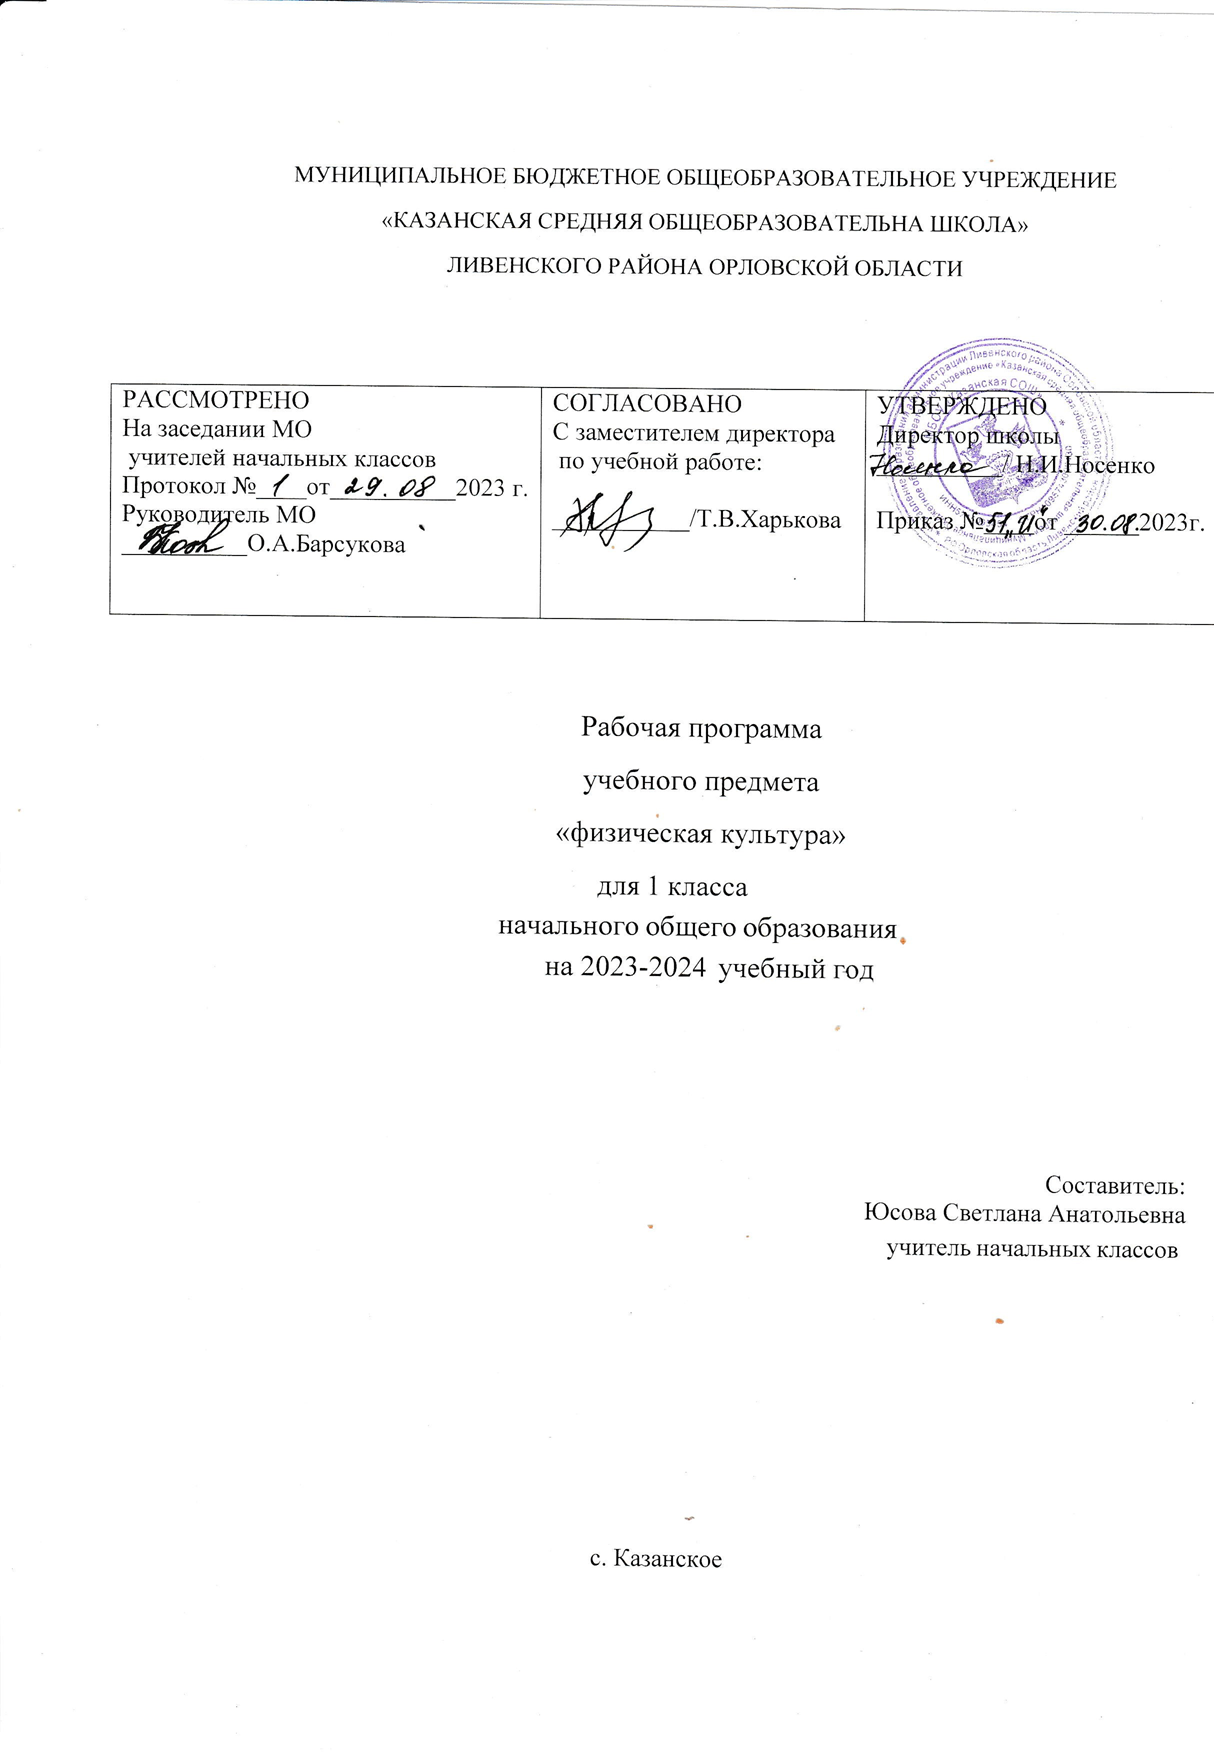 МУНИЦИПАЛЬНОЕ БЮДЖЕТНОЕ ОБЩЕОБРАЗОВАТЕЛЬНОЕ УЧРЕЖДЕНИЕ
«КАЗАНСКАЯ СРЕДНЯЯ ОБЩЕОБРАЗОВАТЕЛЬНА ШКОЛА»
ЛИВЕНСКОГО РАЙОНА ОРЛОВСКОЙ ОБЛАСТИ
РАССМОТРЕНО
На заседании МО
учителей начальных классов
Протокол № 1 от 29. 08 2023 г.
Руководитель МО
О.А.Барсукова
СОГЛАСОВАНО
С заместителем директора
по учебной работе:
/Т.В.Харькова
УТВЕРЖДЕНО
Директор школы
/ Н.И.Носенко
Приказ № от 30.08.2023г.
Рабочая программа
учебного предмета
«физическая культура»
для 1 класса
начального общего образования
на 2023-2024 учебный год
Составитель:
Юсова Светлана Анатольевна
учитель начальных классов
с. Казанское